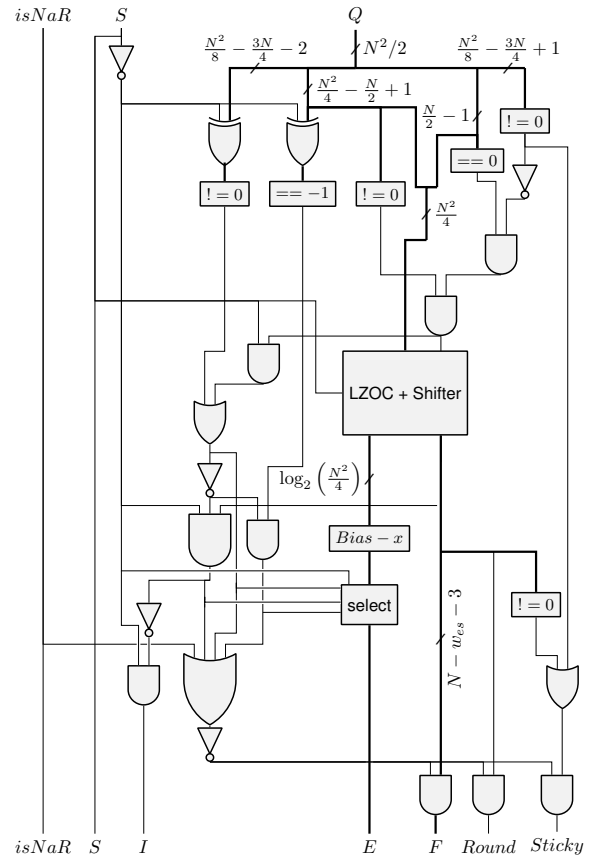 isNaR S Q
N²/8 − 3N/4 − 2
N²/2
N²/8 − 3N/4 + 1
N²/4 − N/2 + 1
N/2 − 1
! = 0
== 0
! = 0
== −1
! = 0
N²/4
LZOC + Shifter
log₂ (N²/4)
Bias − x
select
! = 0
N − w_es − 3
isNaR S I E F Round Sticky